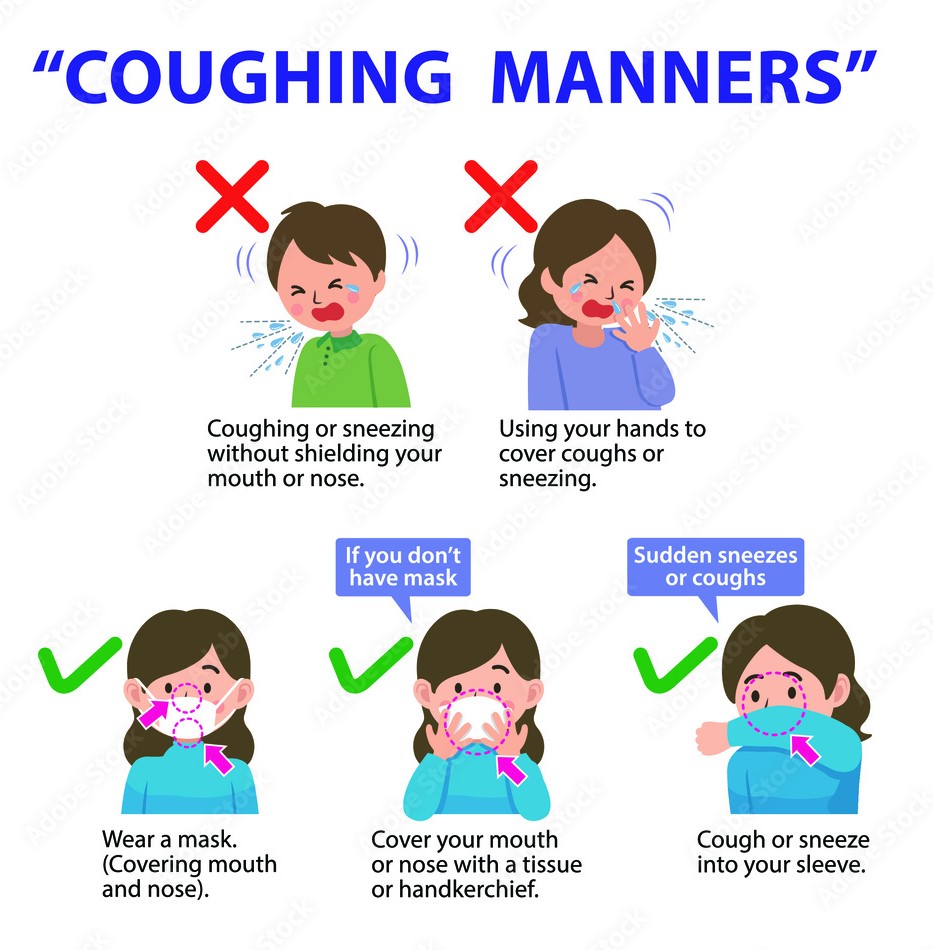 “COUGHING MANNERS”
Coughing or sneezing
without shielding your
mouth or nose.
Using your hands to
cover coughs or
sneezing.
If you don’t
have mask
Sudden sneezes
or coughs
Wear a mask.
(Covering mouth
and nose).
Cover your mouth
or nose with a tissue
or handkerchief.
Cough or sneeze
into your sleeve.
Adobe Stock